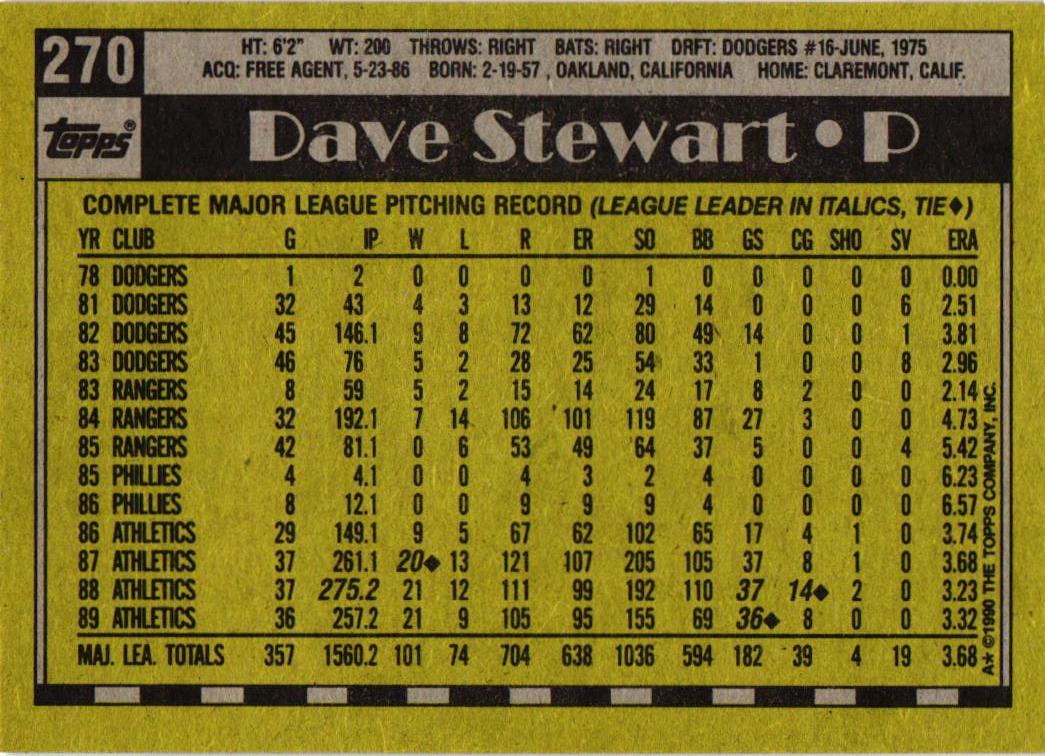 270
HT: 6'2" WT: 200 THROWS: RIGHT BATS: RIGHT DRFT: DODGERS #16-JUNE, 1975
ACQ: FREE AGENT, 5-23-86 BORN: 2-19-57 , OAKLAND, CALIFORNIA HOME: CLAREMONT, CALIF.
TOPPS®
Dave Stewart • P
COMPLETE MAJOR LEAGUE PITCHING RECORD (LEAGUE LEADER IN ITALICS, TIE♦)
YR CLUB G IP W L R ER SO BB GS CG SHO SV ERA
78 DODGERS 1 2 0 0 0 0 1 0 0 0 0 0 0.00
81 DODGERS 32 43 4 3 13 12 29 14 0 0 0 6 2.51
82 DODGERS 45 146.1 9 8 72 62 80 49 14 0 0 1 3.81
83 DODGERS 46 76 5 2 28 25 54 33 1 0 0 8 2.96
83 RANGERS 8 59 5 2 15 14 24 17 8 2 0 0 2.14
84 RANGERS 32 192.1 7 14 106 101 119 87 27 3 0 0 4.73
85 RANGERS 42 81.1 0 6 53 49 64 37 5 0 0 4 5.42
85 PHILLIES 4 4.1 0 0 4 3 2 4 0 0 0 0 6.23
86 PHILLIES 8 12.1 0 0 9 9 9 4 0 0 0 0 6.57
86 ATHLETICS 29 149.1 9 5 67 62 102 65 17 4 1 0 3.74
87 ATHLETICS 37 261.1 20♦ 13 121 107 205 105 37 8 1 0 3.68
88 ATHLETICS 37 275.2 21 12 111 99 192 110 37 14♦ 2 0 3.23
89 ATHLETICS 36 257.2 21 9 105 95 155 69 36♦ 8 0 0 3.32
MAJ. LEA. TOTALS 357 1560.2 101 74 704 638 1036 594 182 39 4 19 3.68
A★ ©1990 THE TOPPS COMPANY, INC.